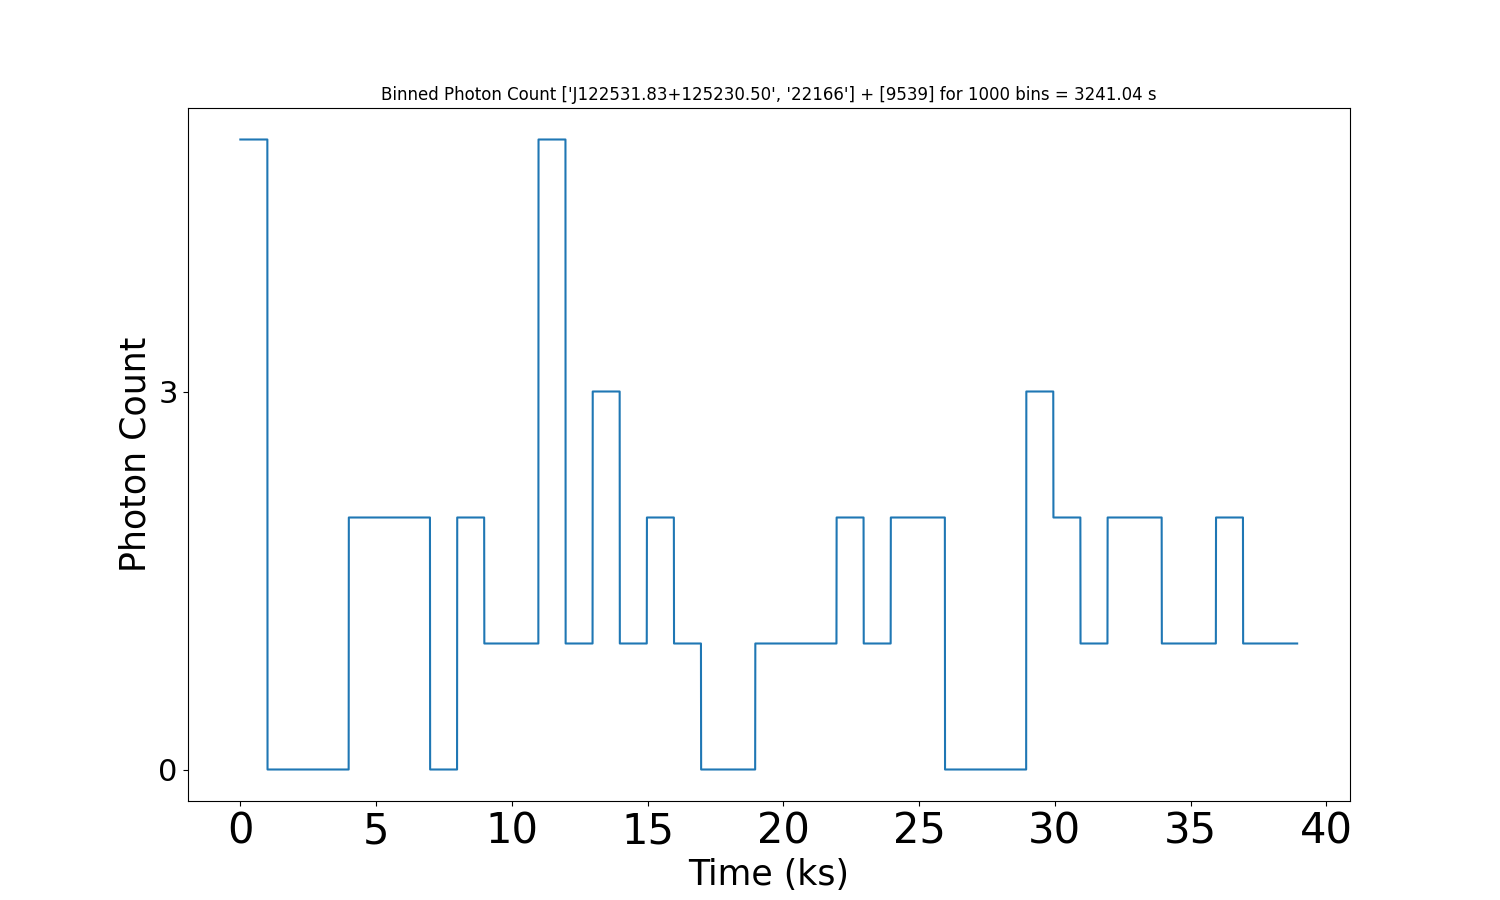 Binned Photon Count ['J122531.83+125230.50', '22166'] + [9539] for 1000 bins = 3241.04 s
Photon Count
3
0
0 5 10 15 20 25 30 35 40
Time (ks)